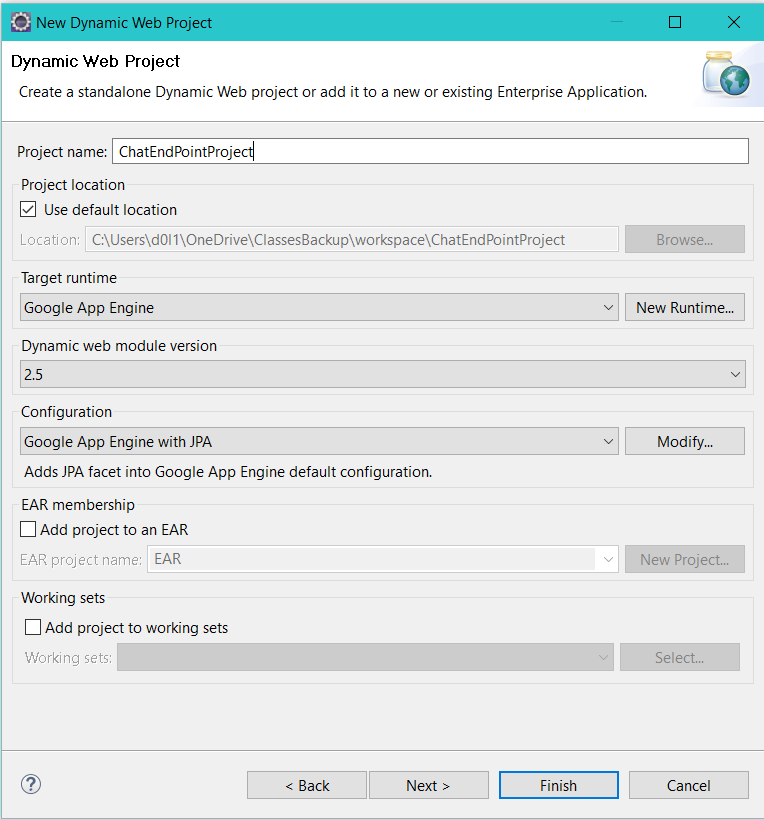 New Dynamic Web Project
Dynamic Web Project
Create a standalone Dynamic Web project or add it to a new or existing Enterprise Application.
Project name: ChatEndPointProject
Project location
Use default location
Location: C:\Users\d0l1\OneDrive\ClassesBackup\workspace\ChatEndPointProject Browse...
Target runtime
Google App Engine New Runtime...
Dynamic web module version
2.5
Configuration
Google App Engine with JPA Modify...
Adds JPA facet into Google App Engine default configuration.
EAR membership
Add project to an EAR
EAR project name: EAR New Project...
Working sets
Add project to working sets
Working sets: Select...
? < Back Next > Finish Cancel